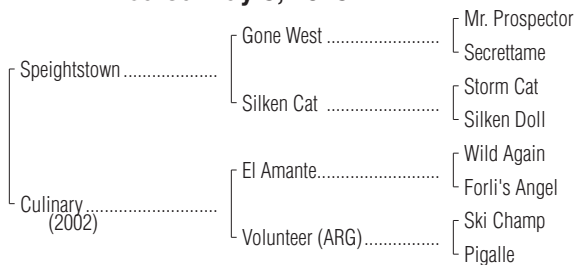 Gone West
Mr. Prospector
Secrettame
Speightstown
Silken Cat
Storm Cat
Silken Doll
El Amante
Wild Again
Forli's Angel
Culinary
(2002)
Volunteer (ARG)
Ski Champ
Pigalle